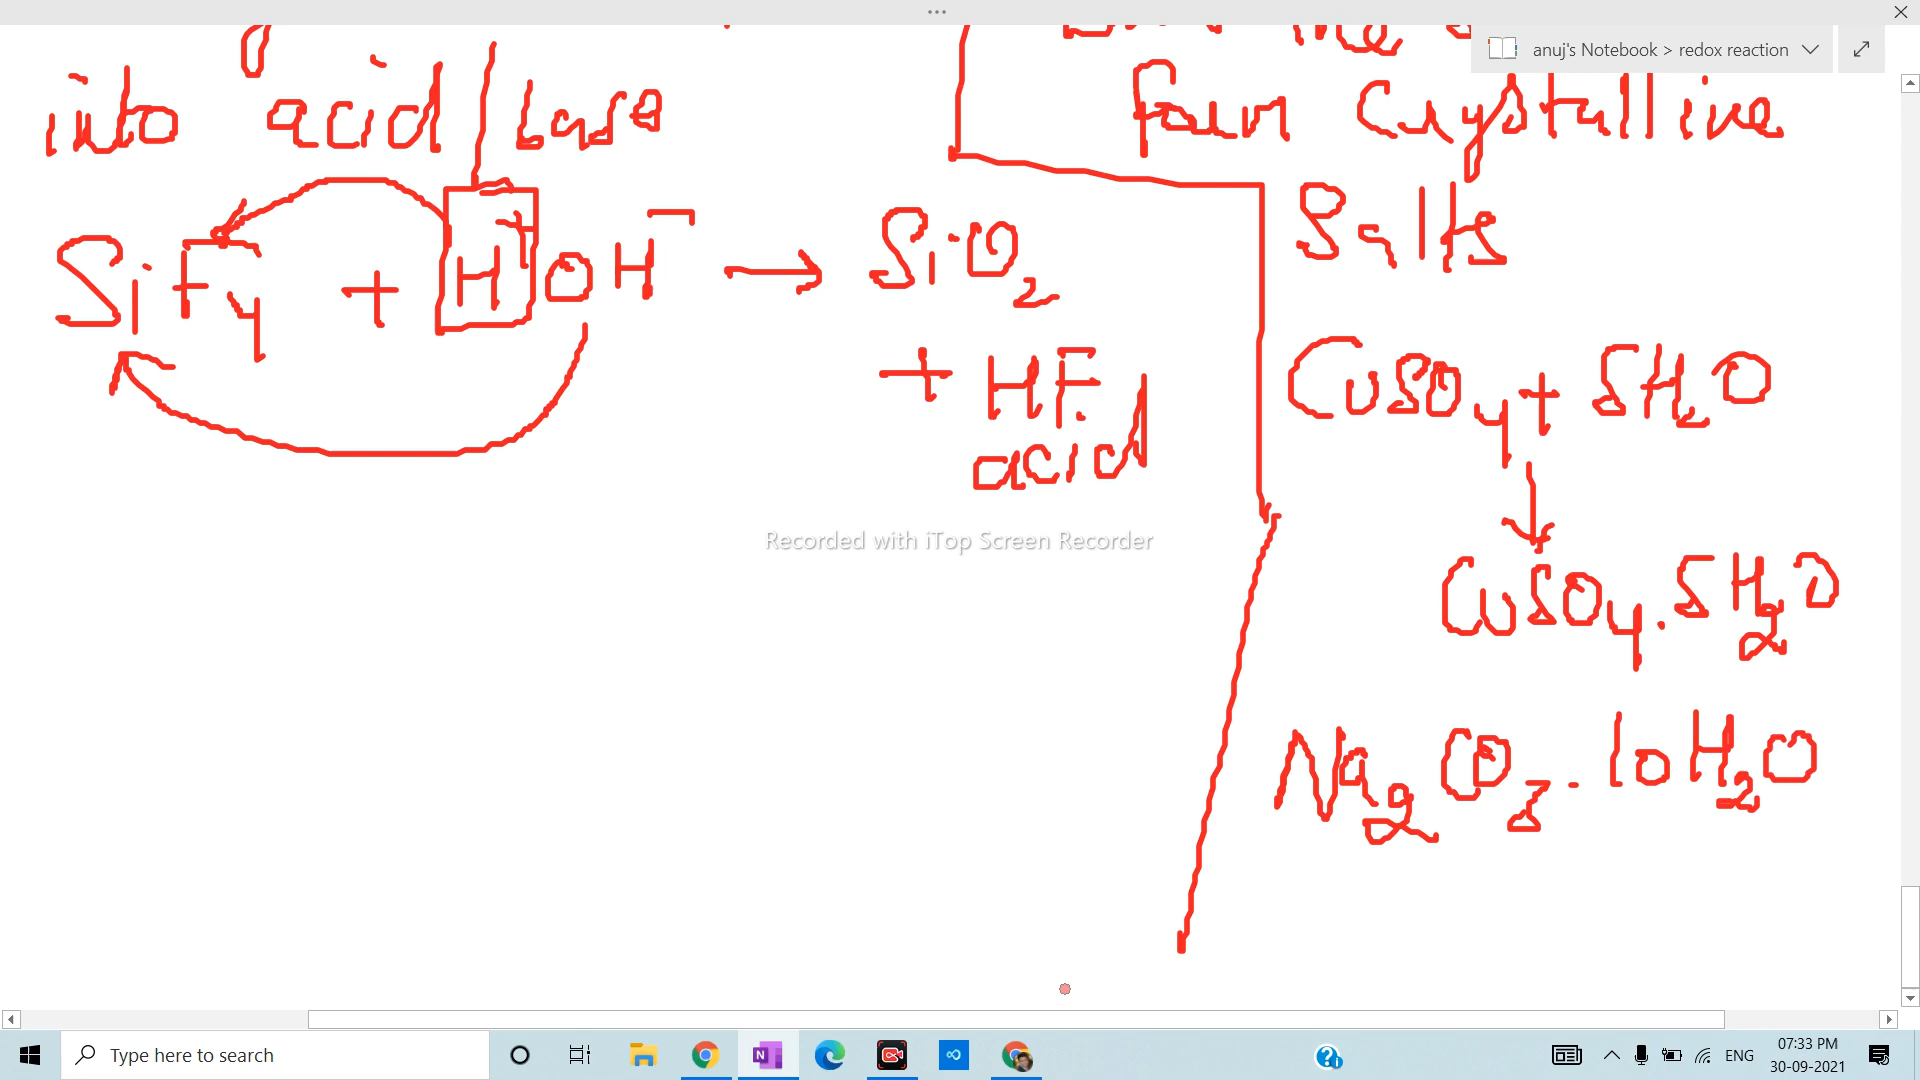 anuj's Notebook > redox reaction
into acid/base
SiF₄ + H⁺OH⁻ → SiO₂
+ HF
acid
Form Crystalline
Salts
CuSO₄ + 5H₂O
↓
CuSO₄.5H₂O
Na₂CO₃.10H₂O
Recorded with iTop Screen Recorder
Type here to search
ENG
07:33 PM
30-09-2021